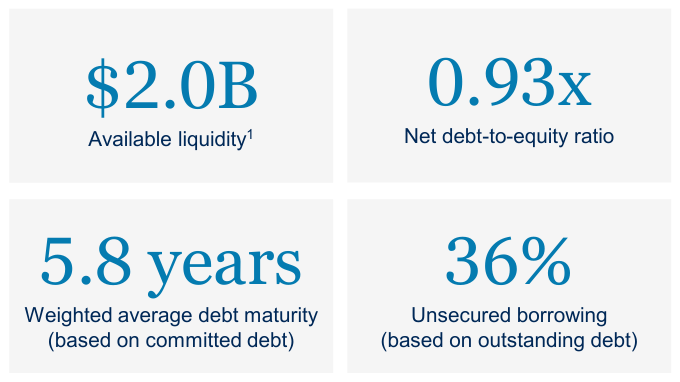 $2.0B
Available liquidity¹
0.93x
Net debt-to-equity ratio
5.8 years
Weighted average debt maturity
(based on committed debt)
36%
Unsecured borrowing
(based on outstanding debt)